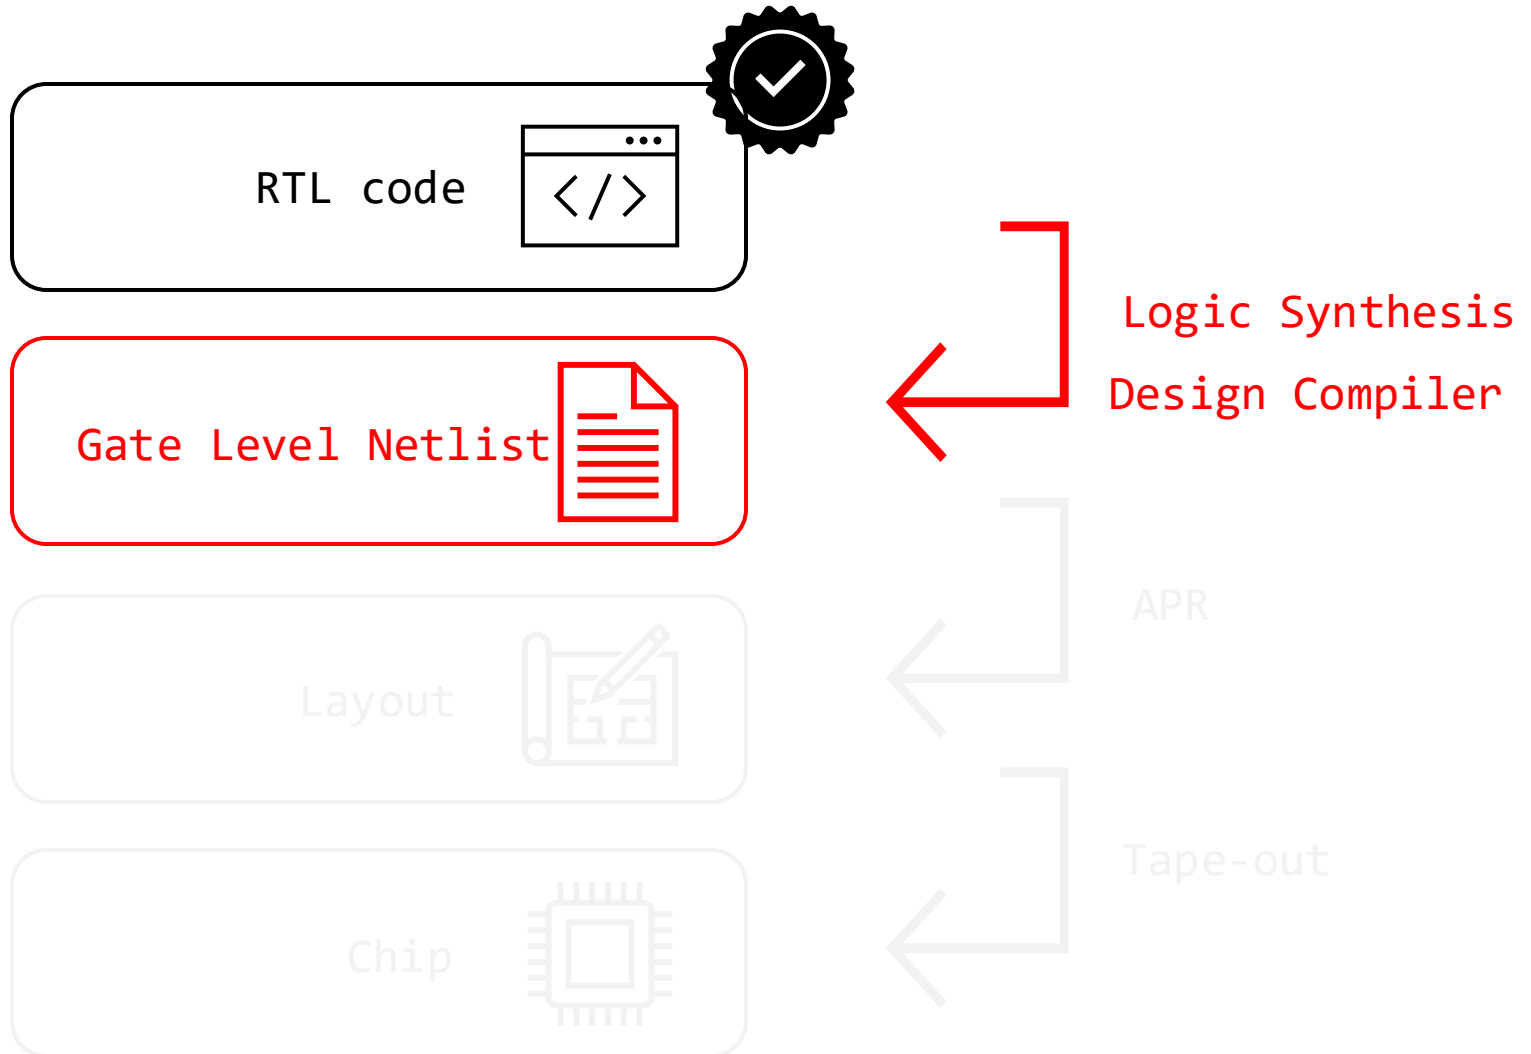 RTL code
</>
Logic Synthesis
Design Compiler
Gate Level Netlist
APR
Layout
Tape-out
Chip